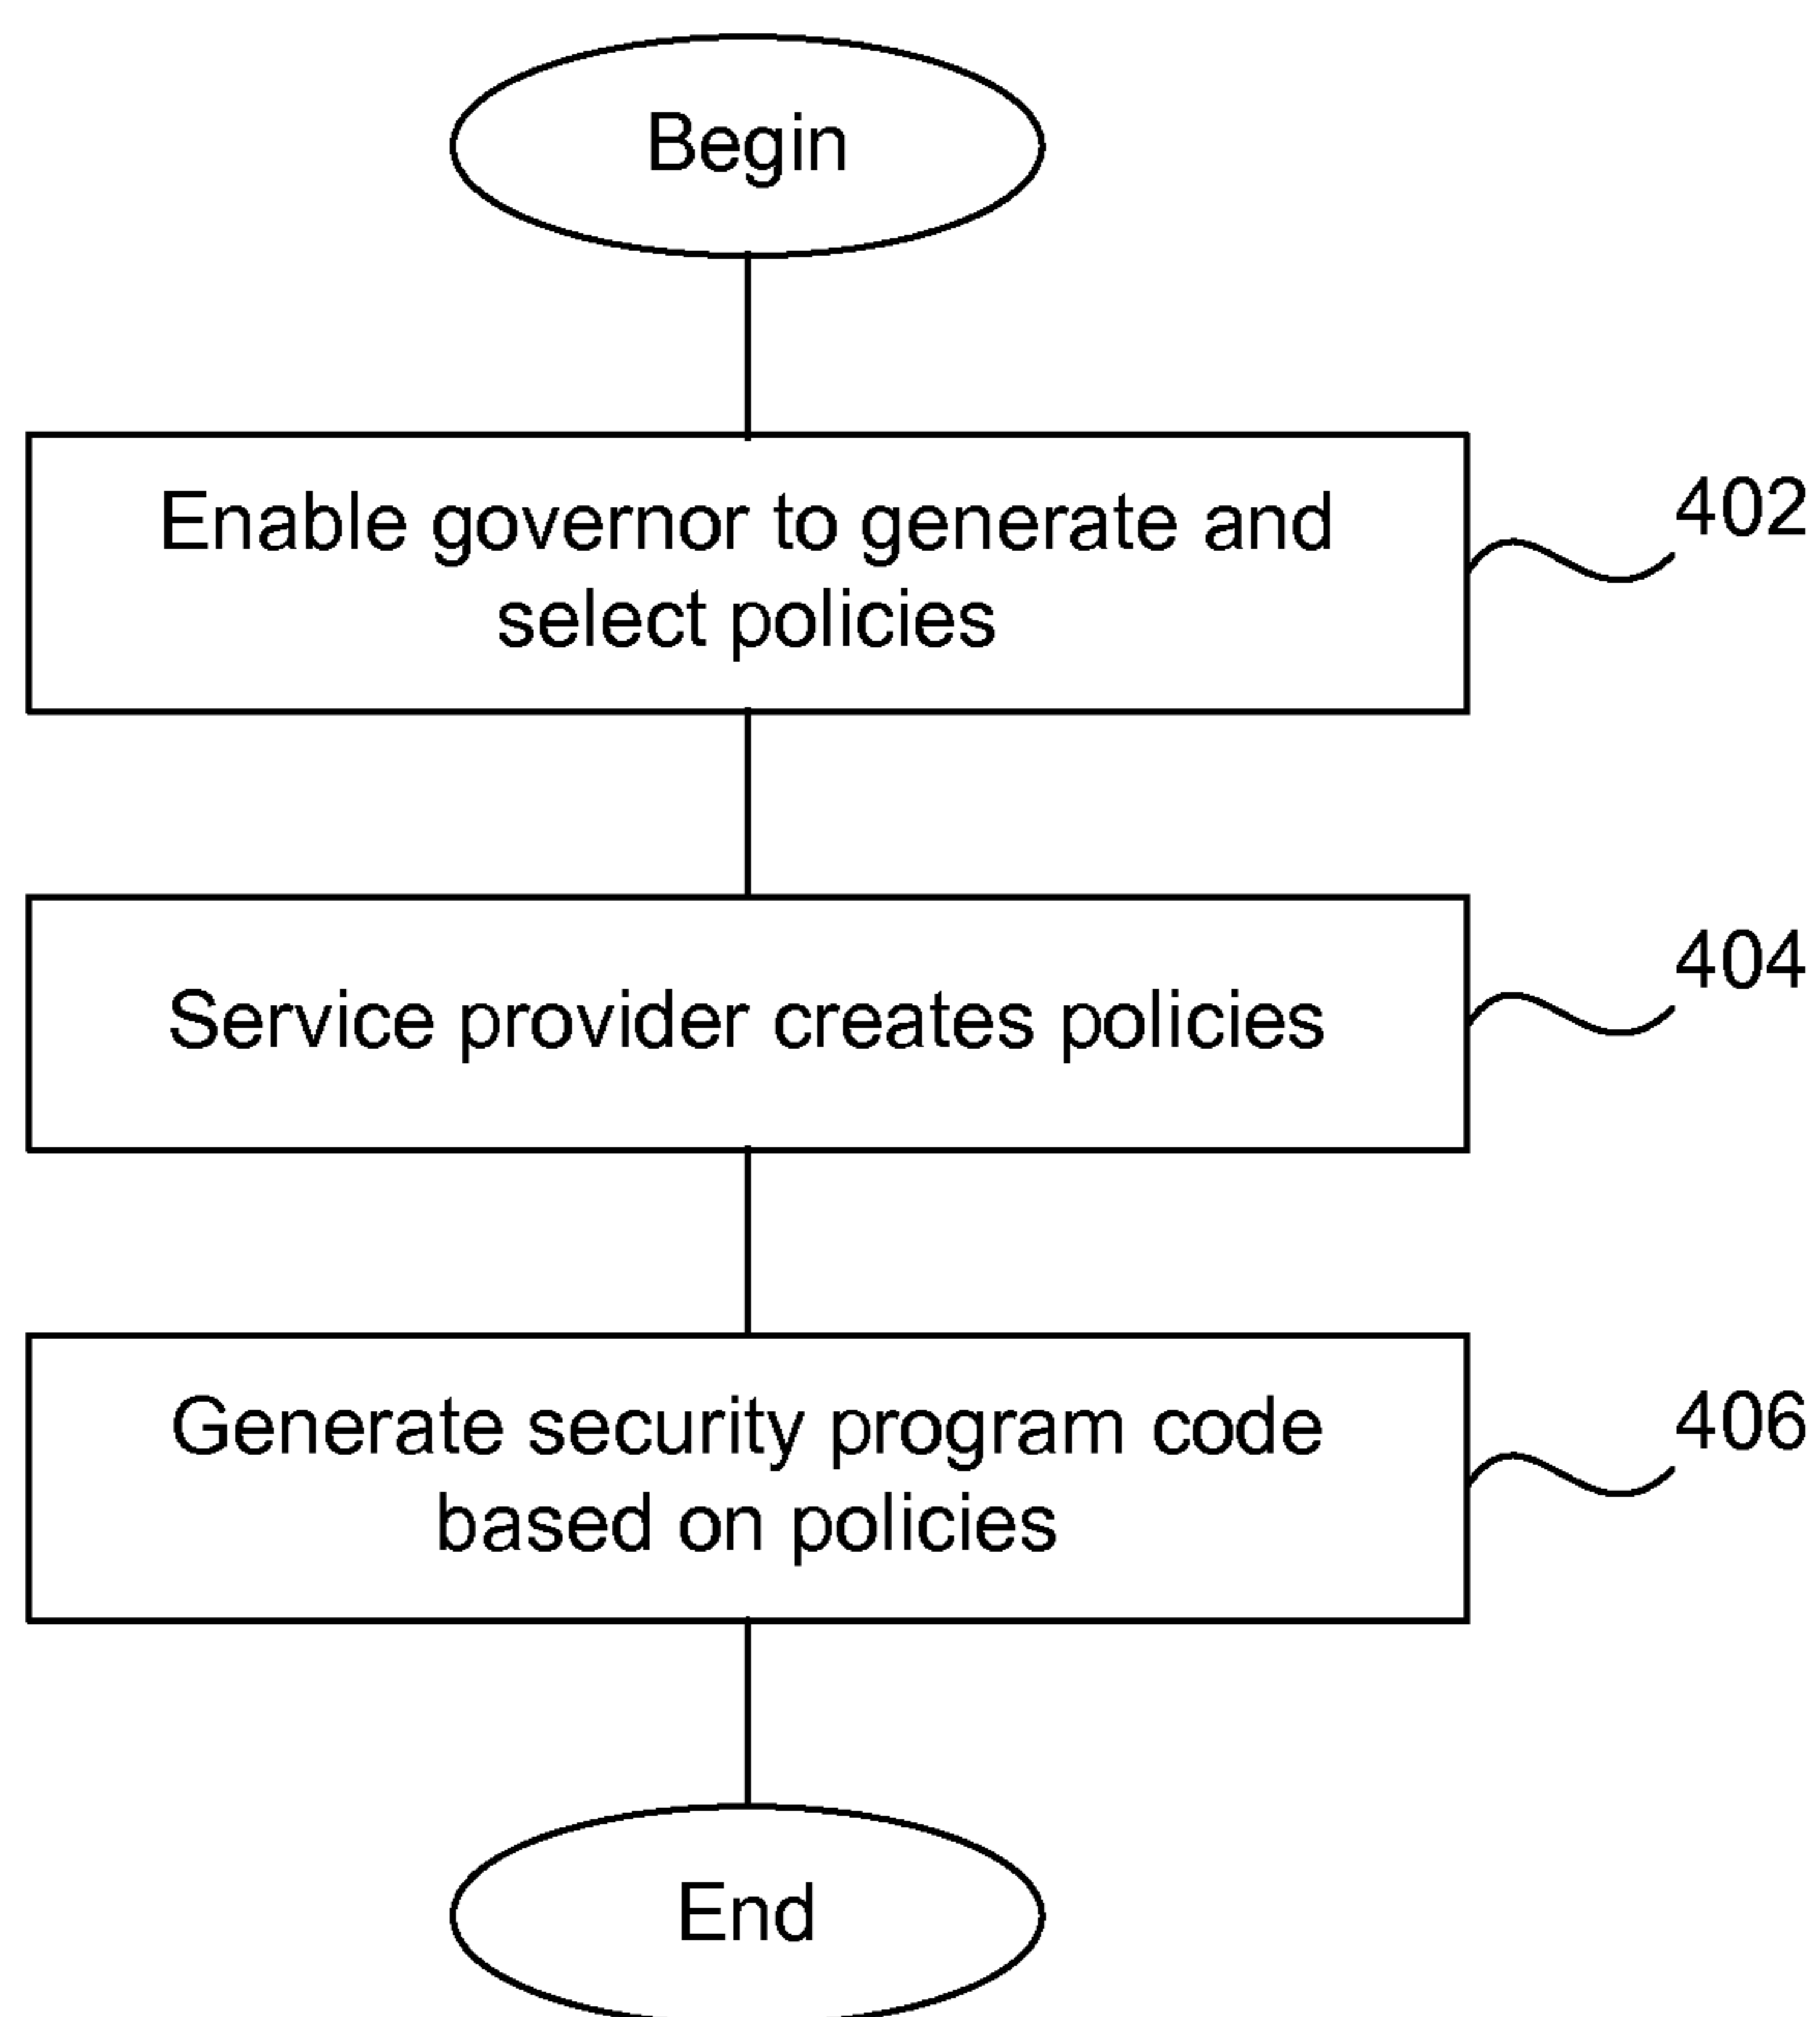 Begin
Enable governor to generate and
select policies
402
Service provider creates policies
404
Generate security program code
based on policies
406
End